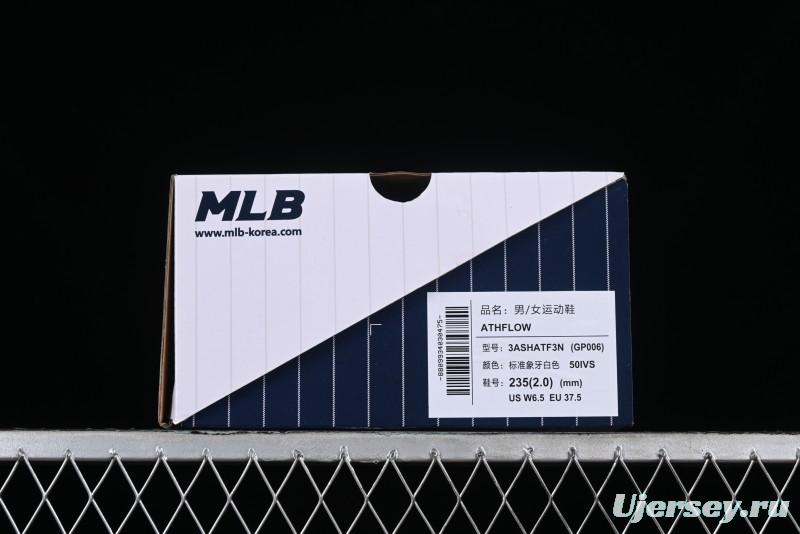 MLB
www.mlb-korea.com
品名：男/女运动鞋
ATHFLOW
型号：3ASHATF3N (GP006)
颜色：标准象牙白色 50IVS
鞋号：235(2.0) (mm)
US W6.5 EU 37.5
Ujersey.ru